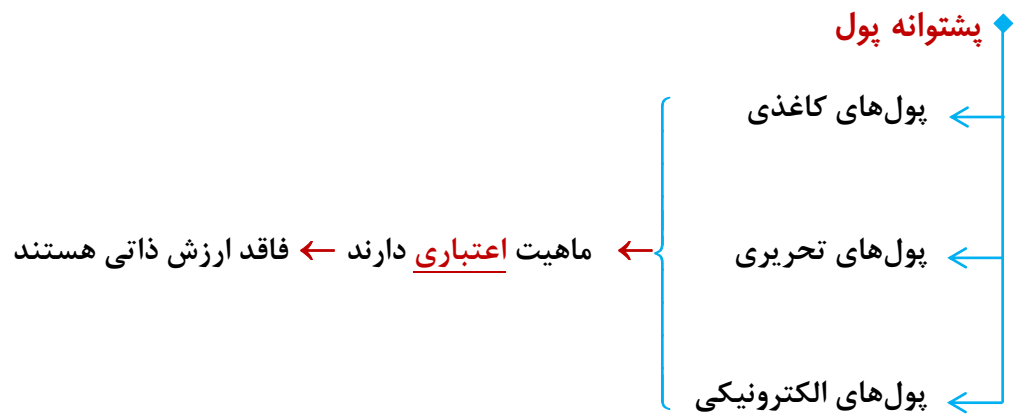 پشتوانه پول
پول‌های کاغذی
پول‌های تحریری
ماهیت اعتباری دارند ← فاقد ارزش ذاتی هستند
پول‌های الکترونیکی